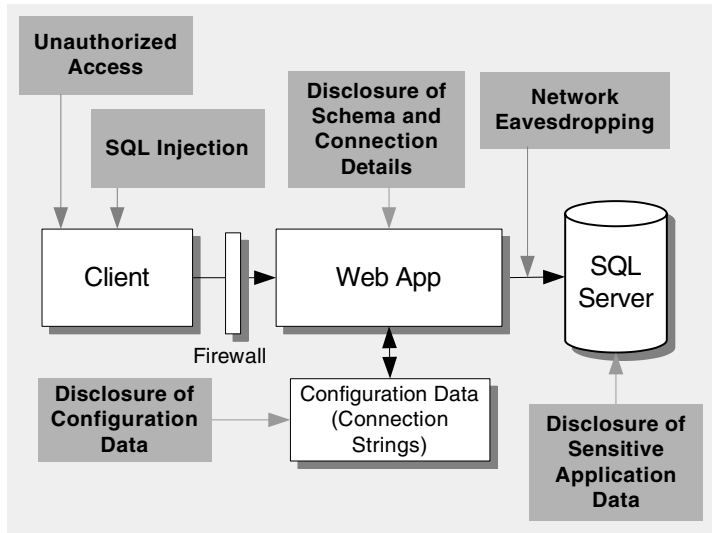 Unauthorized
Access
SQL Injection
Disclosure of
Schema and
Connection
Details
Network
Eavesdropping
Client
Firewall
Web App
SQL
Server
Configuration Data
(Connection
Strings)
Disclosure of
Configuration
Data
Disclosure of
Sensitive
Application
Data